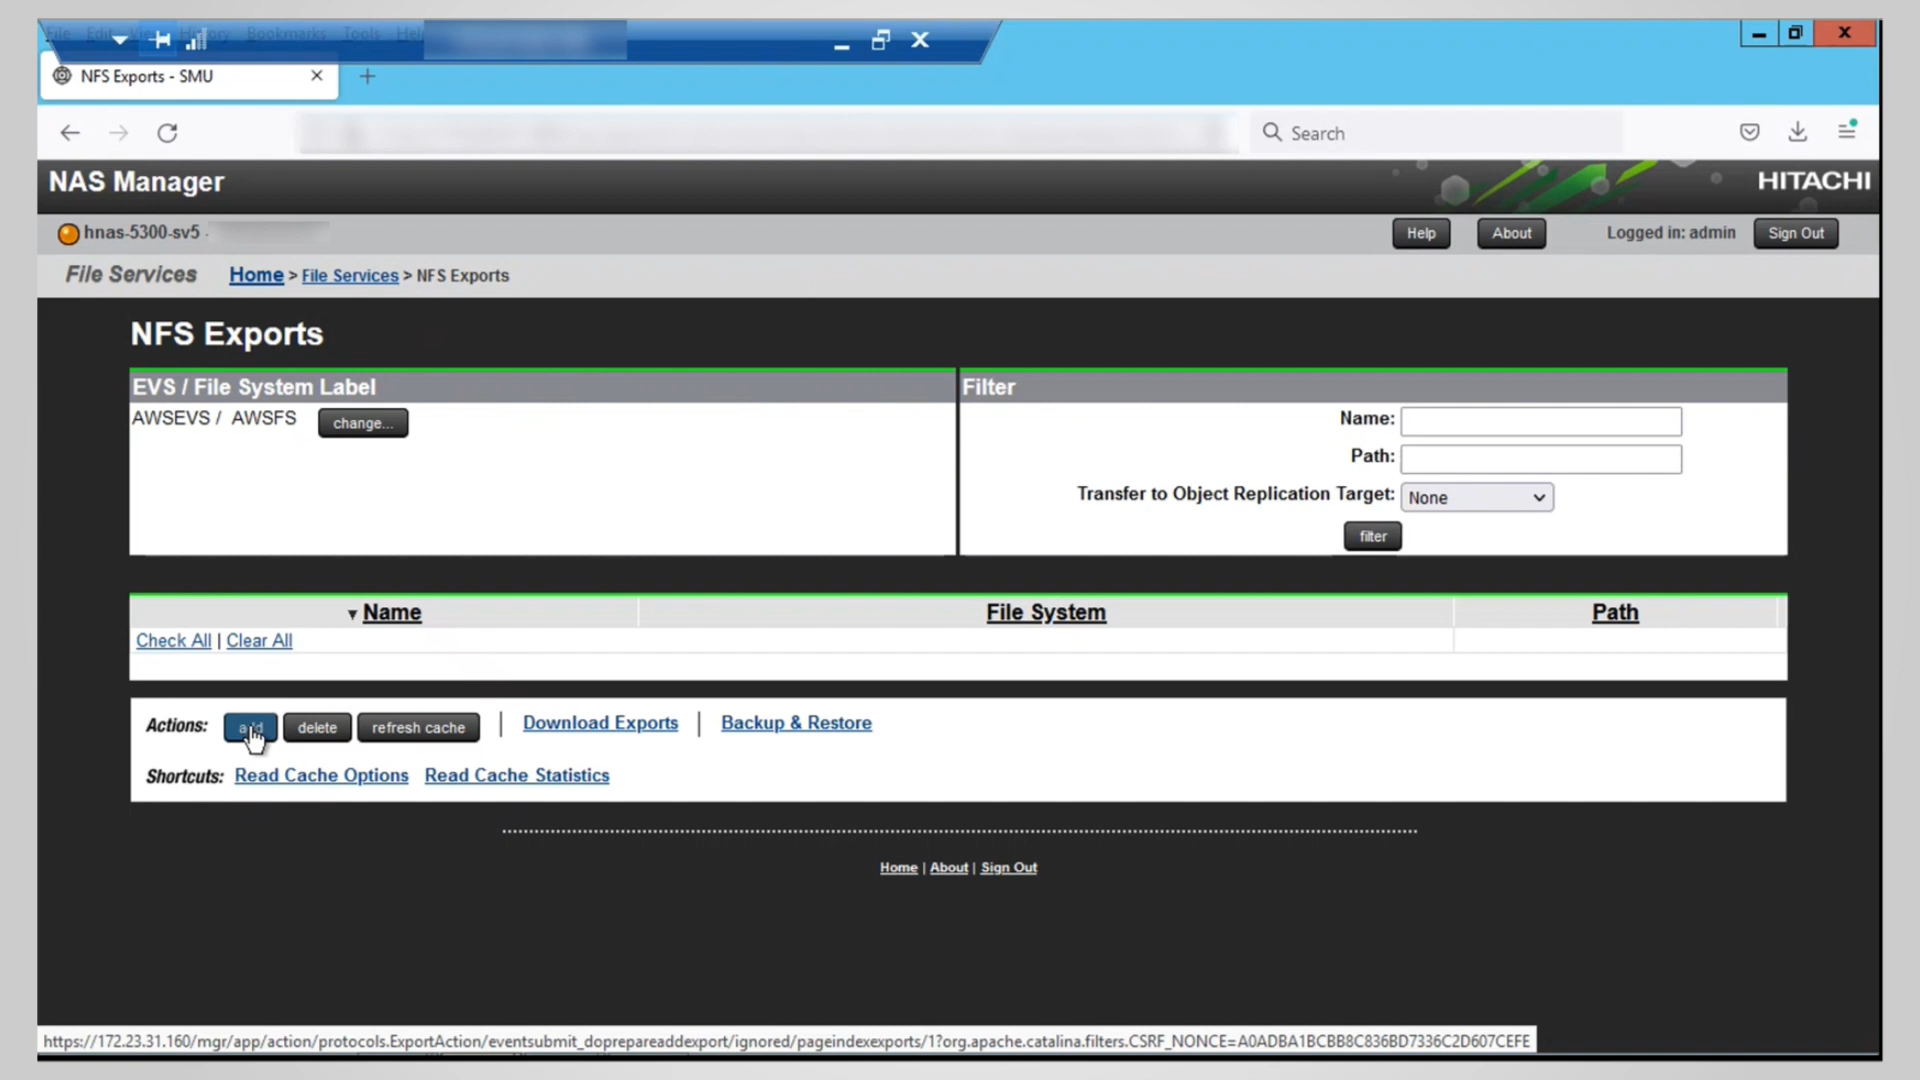 File Edit View History Bookmarks Tools Help
NFS Exports - SMU
Search
NAS Manager
HITACHI
hnas-5300-sv5 -
Help
About
Logged in: admin
Sign Out
File Services
Home > File Services > NFS Exports
NFS Exports
EVS / File System Label
AWSEVS / AWSFS
change...
Filter
Name:
Path:
Transfer to Object Replication Target:
None
filter
Name
File System
Path
Check All | Clear All
Actions:
add
delete
refresh cache
Download Exports
Backup & Restore
Shortcuts:
Read Cache Options
Read Cache Statistics
Home | About | Sign Out
https://172.23.31.160/mgr/app/action/protocols.ExportAction/eventsubmit_doprepareaddexport/ignored/pageindexexports/1?org.apache.catalina.filters.CSRF_NONCE=A0ADBA1BCBB8C836BD7336C2D607CEFE